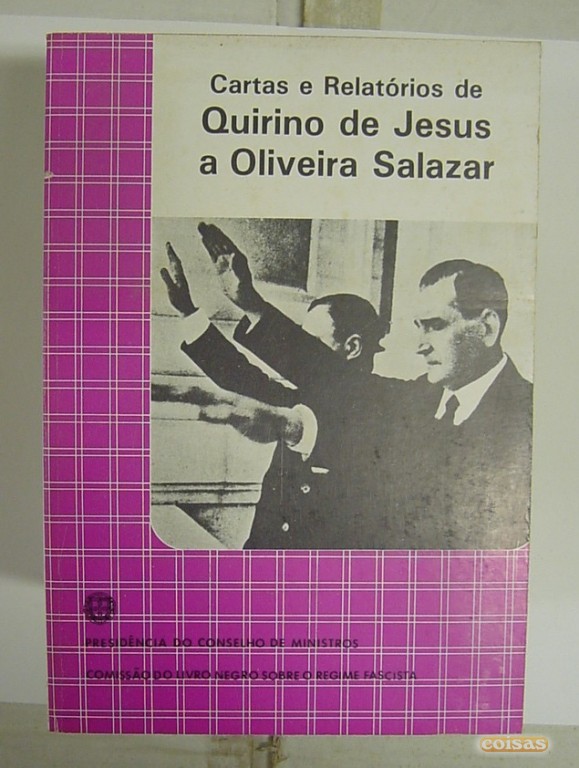 Cartas e Relatórios de
Quirino de Jesus
a Oliveira Salazar
PRESIDÊNCIA DO CONSELHO DE MINISTROS
COMISSÃO DO LIVRO NEGRO SOBRE O REGIME FASCISTA
coisas